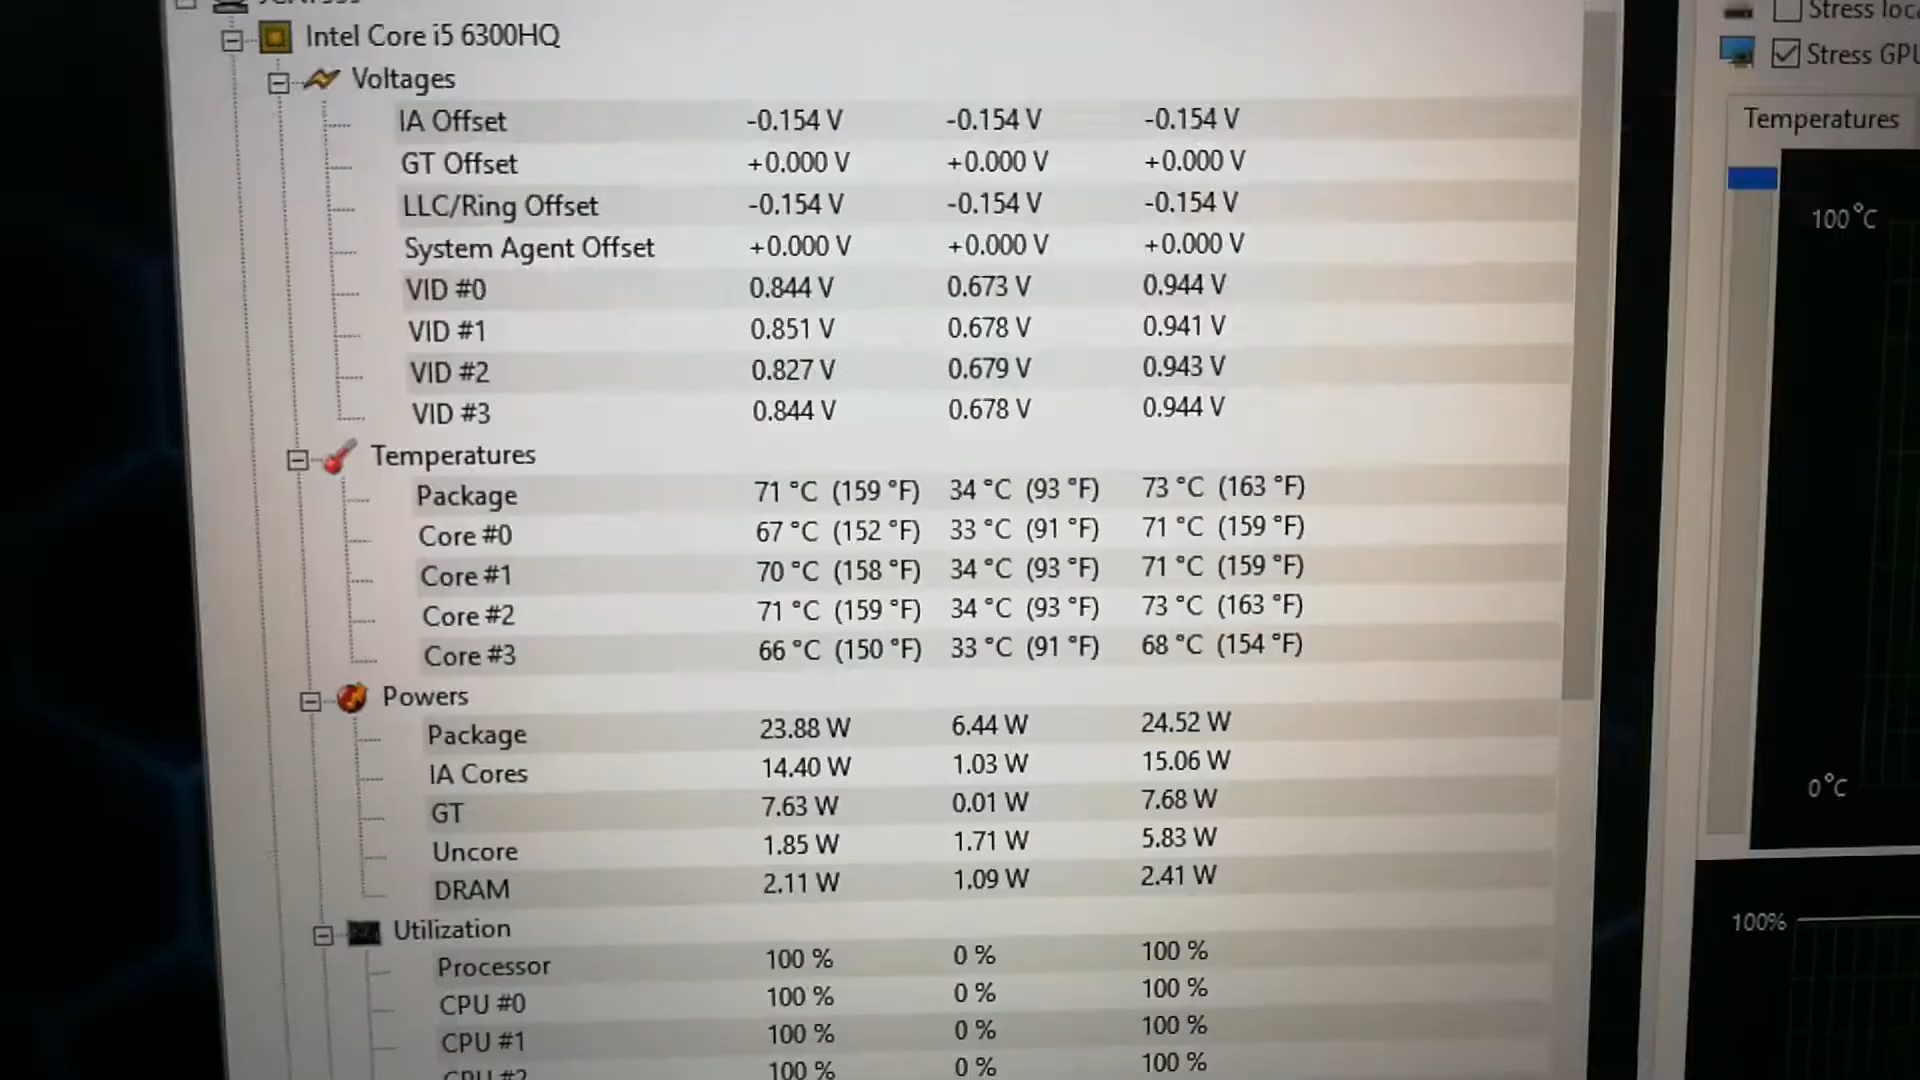 Intel Core i5 6300HQ
Voltages
IA Offset -0.154 V -0.154 V -0.154 V
GT Offset +0.000 V +0.000 V +0.000 V
LLC/Ring Offset -0.154 V -0.154 V -0.154 V
System Agent Offset +0.000 V +0.000 V +0.000 V
VID #0 0.844 V 0.673 V 0.944 V
VID #1 0.851 V 0.678 V 0.941 V
VID #2 0.827 V 0.679 V 0.943 V
VID #3 0.844 V 0.678 V 0.944 V
Temperatures
Package 71 °C (159 °F) 34 °C (93 °F) 73 °C (163 °F)
Core #0 67 °C (152 °F) 33 °C (91 °F) 71 °C (159 °F)
Core #1 70 °C (158 °F) 34 °C (93 °F) 71 °C (159 °F)
Core #2 71 °C (159 °F) 34 °C (93 °F) 73 °C (163 °F)
Core #3 66 °C (150 °F) 33 °C (91 °F) 68 °C (154 °F)
Powers
Package 23.88 W 6.44 W 24.52 W
IA Cores 14.40 W 1.03 W 15.06 W
GT 7.63 W 0.01 W 7.68 W
Uncore 1.85 W 1.71 W 5.83 W
DRAM 2.11 W 1.09 W 2.41 W
Utilization
Processor 100 % 0 % 100 %
CPU #0 100 % 0 % 100 %
CPU #1 100 % 0 % 100 %
CPU #2 100 % 0 % 100 %
Stress
Stress GPU
Temperatures
100°C
0°C
100%